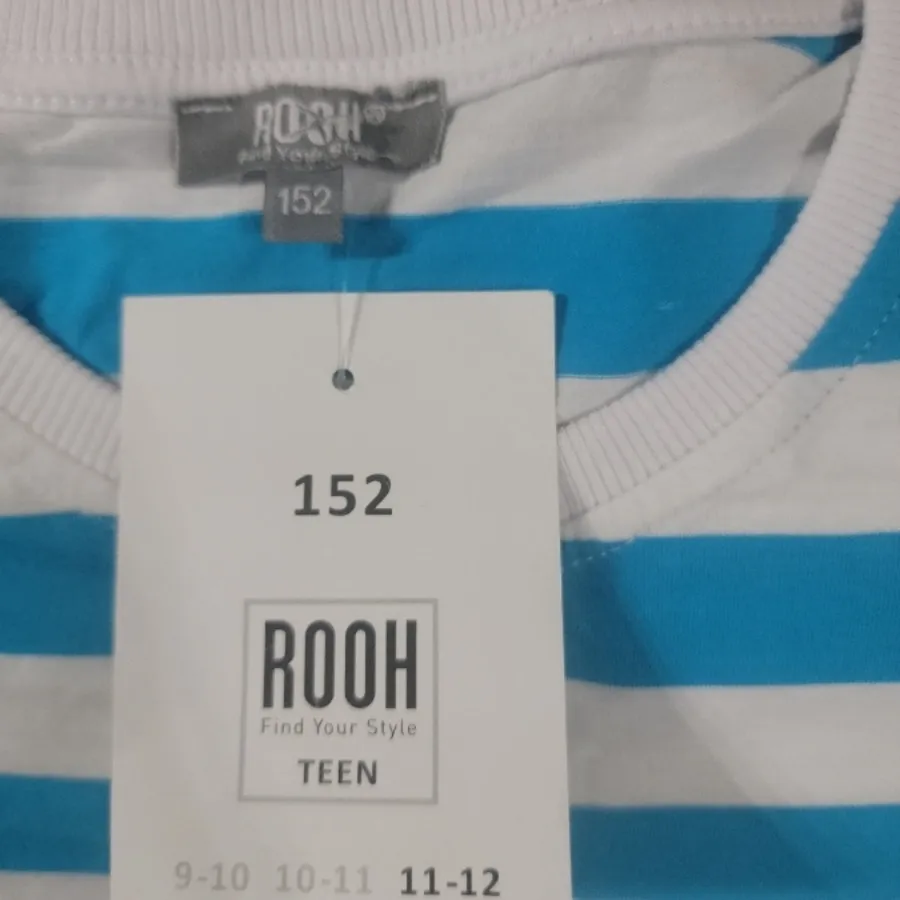 ROOH®
Find Your Style
152
152
ROOH
Find Your Style
TEEN
9-10 10-11 11-12